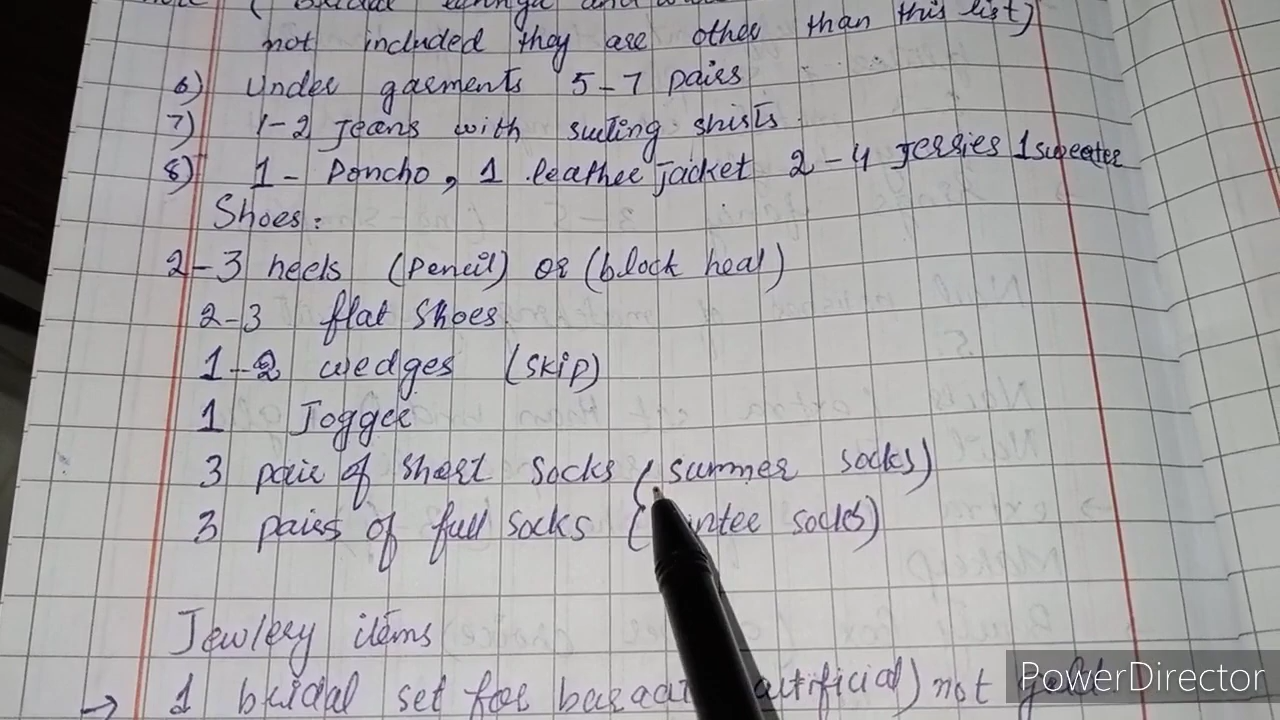 not included they are other than this list)
6) Under garments 5-7 pairs
7) 1-2 jeans with suiting shists
8) 1- Poncho, 1 leather jacket 2-4 Jersies 1 sweater
Shoes:
2-3 heels (Pencil) or (block heal)
2-3 flat shoes
1-2 wedges (skip)
1 Jogger
3 pair of short socks (summer socks)
3 pairs of full socks ( socks)
Jewlery items
→ 1 bridal set for baraat artificial) not gold
PowerDirector